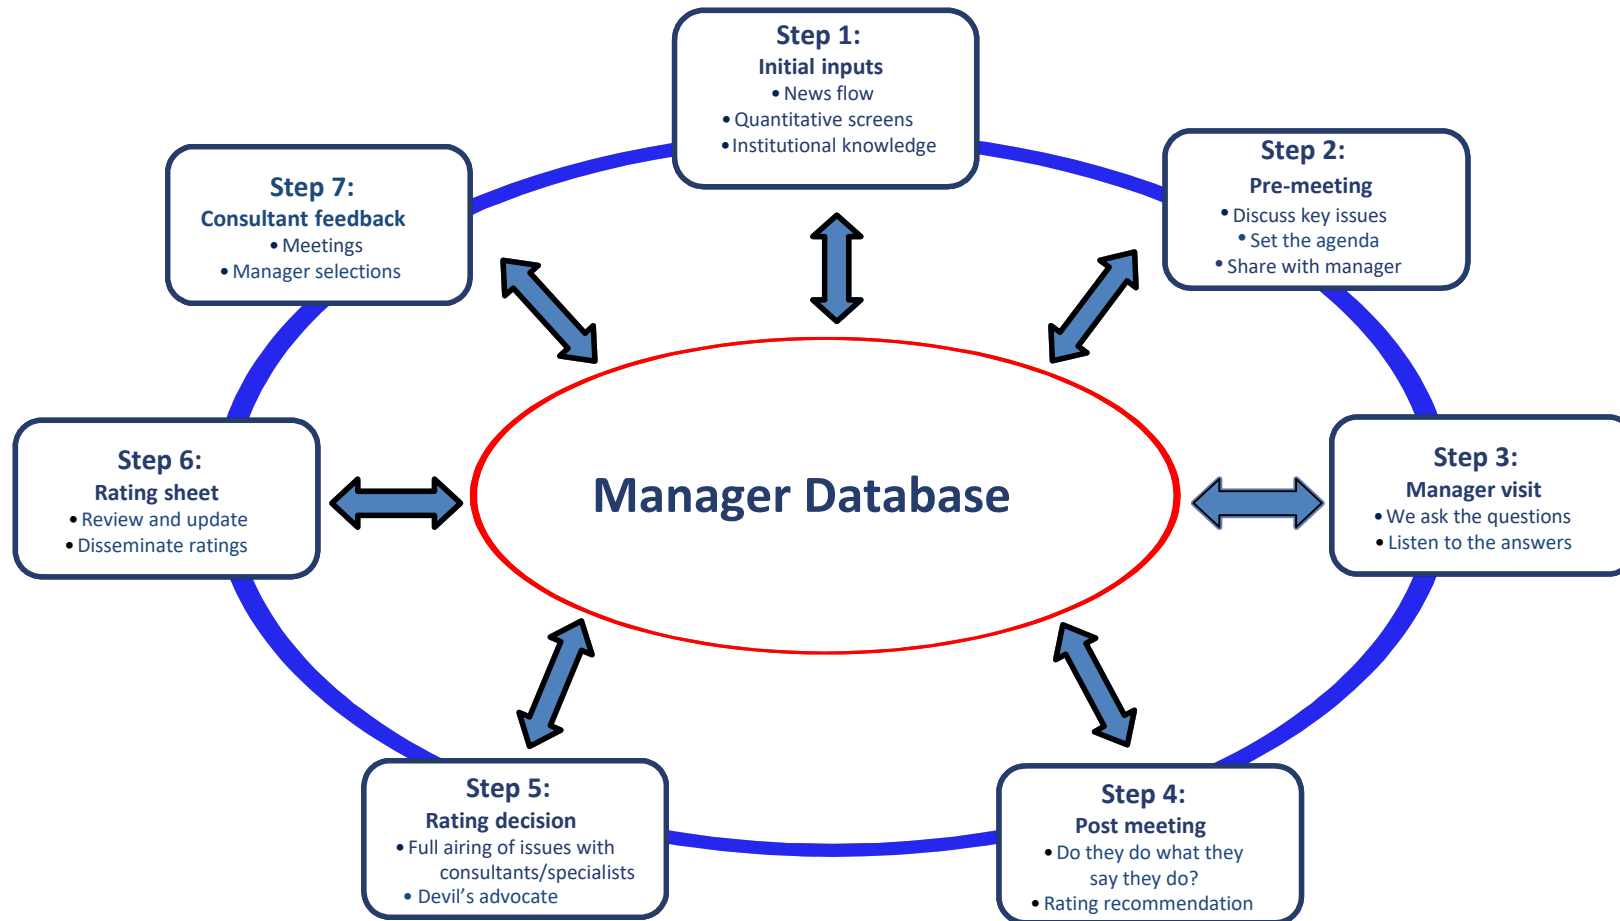 Step 1:
Initial inputs
• News flow
• Quantitative screens
• Institutional knowledge
Step 2:
Pre-meeting
• Discuss key issues
• Set the agenda
• Share with manager
Step 3:
Manager visit
• We ask the questions
• Listen to the answers
Step 4:
Post meeting
• Do they do what they
say they do?
• Rating recommendation
Step 5:
Rating decision
• Full airing of issues with
consultants/specialists
• Devil’s advocate
Step 6:
Rating sheet
• Review and update
• Disseminate ratings
Step 7:
Consultant feedback
• Meetings
• Manager selections
Manager Database